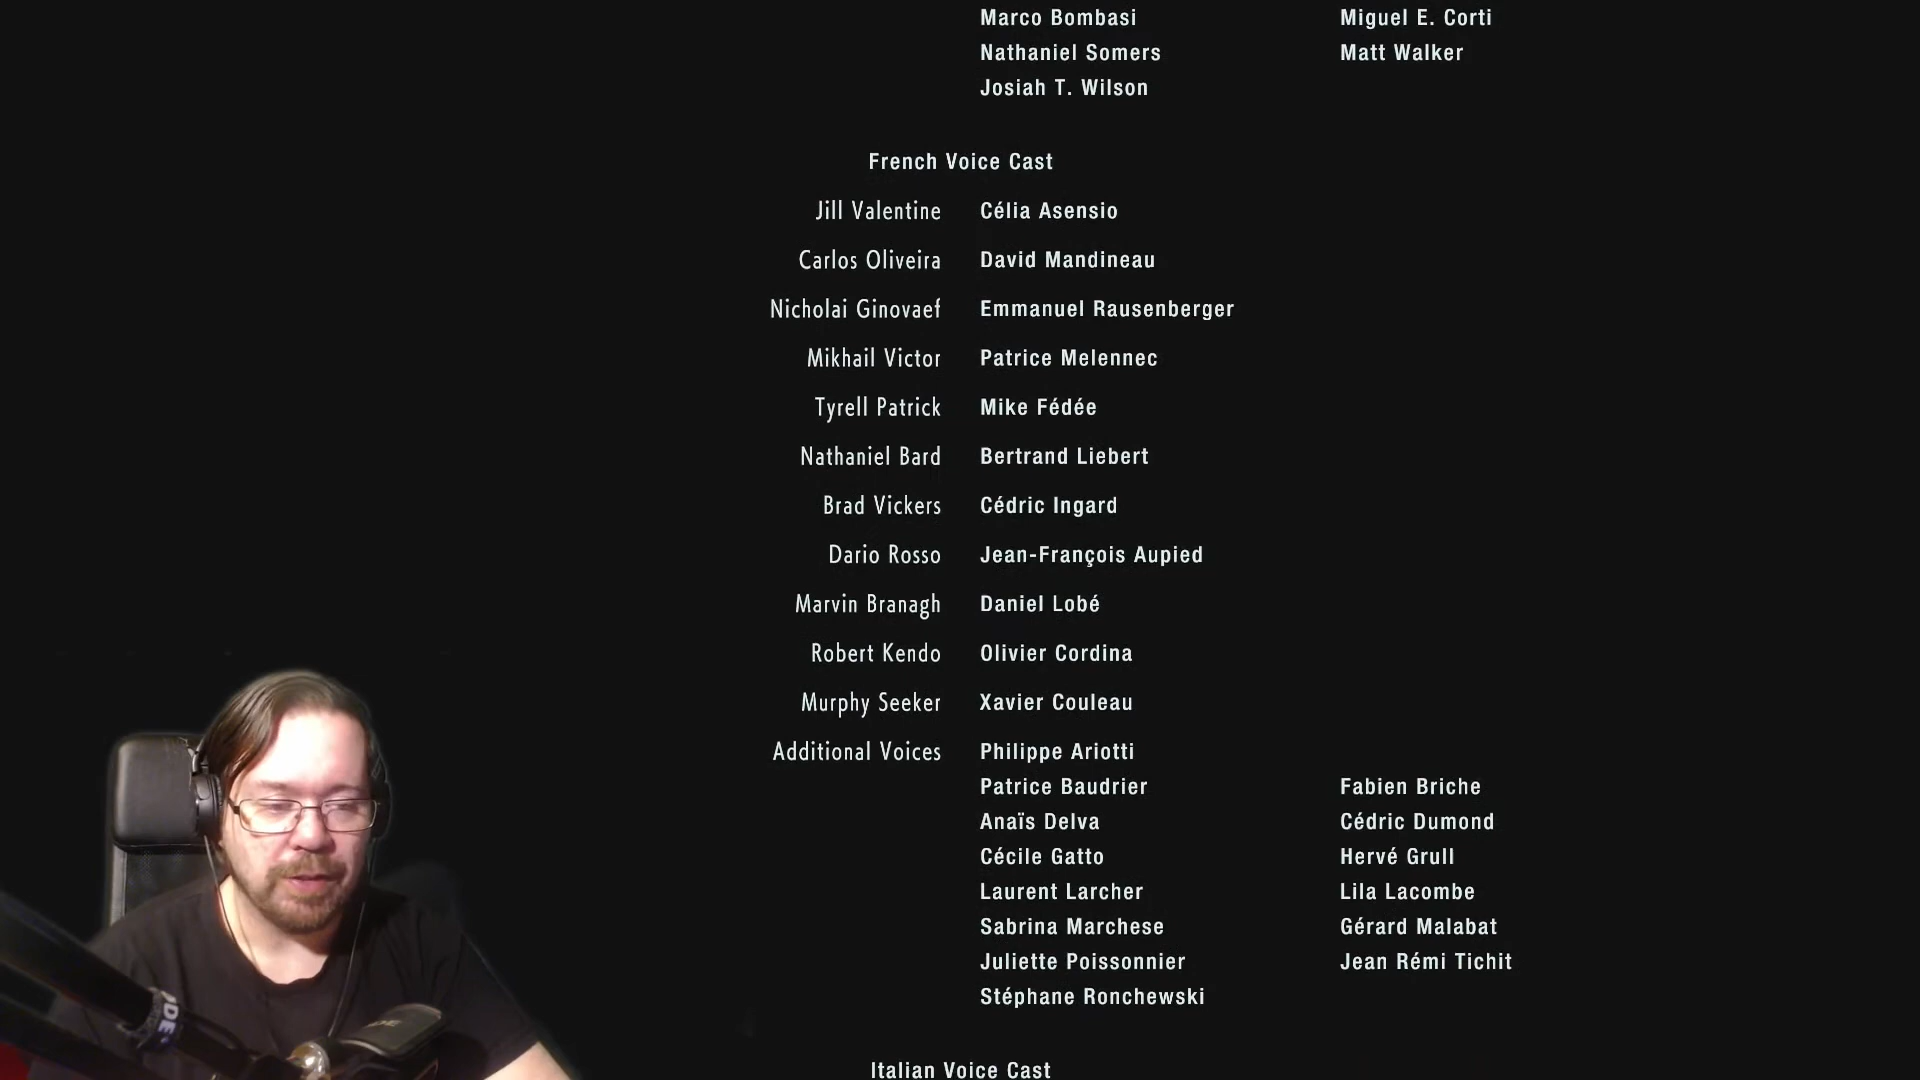 Marco Bombasi Miguel E. Corti
Nathaniel Somers Matt Walker
Josiah T. Wilson
French Voice Cast
Jill Valentine Célia Asensio
Carlos Oliveira David Mandineau
Nicholai Ginovaef Emmanuel Rausenberger
Mikhail Victor Patrice Melennec
Tyrell Patrick Mike Fédée
Nathaniel Bard Bertrand Liebert
Brad Vickers Cédric Ingard
Dario Rosso Jean-François Aupied
Marvin Branagh Daniel Lobé
Robert Kendo Olivier Cordina
Murphy Seeker Xavier Couleau
Additional Voices Philippe Ariotti
Patrice Baudrier Fabien Briche
Anaïs Delva Cédric Dumond
Cécile Gatto Hervé Grull
Laurent Larcher Lila Lacombe
Sabrina Marchese Gérard Malabat
Juliette Poissonnier Jean Rémi Tichit
Stéphane Ronchewski
Italian Voice Cast